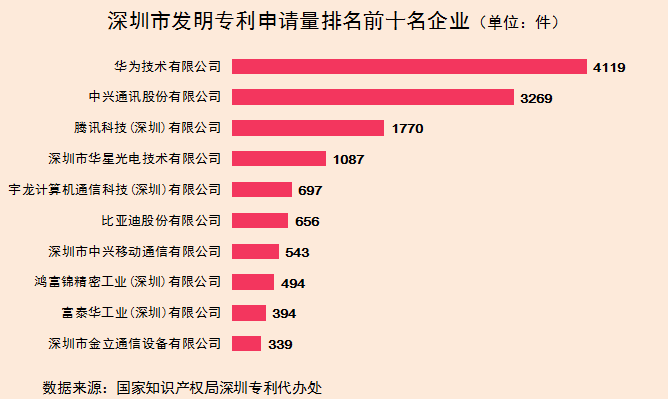 深圳市发明专利申请量排名前十名企业（单位：件）
华为技术有限公司 4119
中兴通讯股份有限公司 3269
腾讯科技(深圳)有限公司 1770
深圳市华星光电技术有限公司 1087
宇龙计算机通信科技(深圳)有限公司 697
比亚迪股份有限公司 656
深圳市中兴移动通信有限公司 543
鸿富锦精密工业(深圳)有限公司 494
富泰华工业(深圳)有限公司 394
深圳市金立通信设备有限公司 339
数据来源：国家知识产权局深圳专利代办处